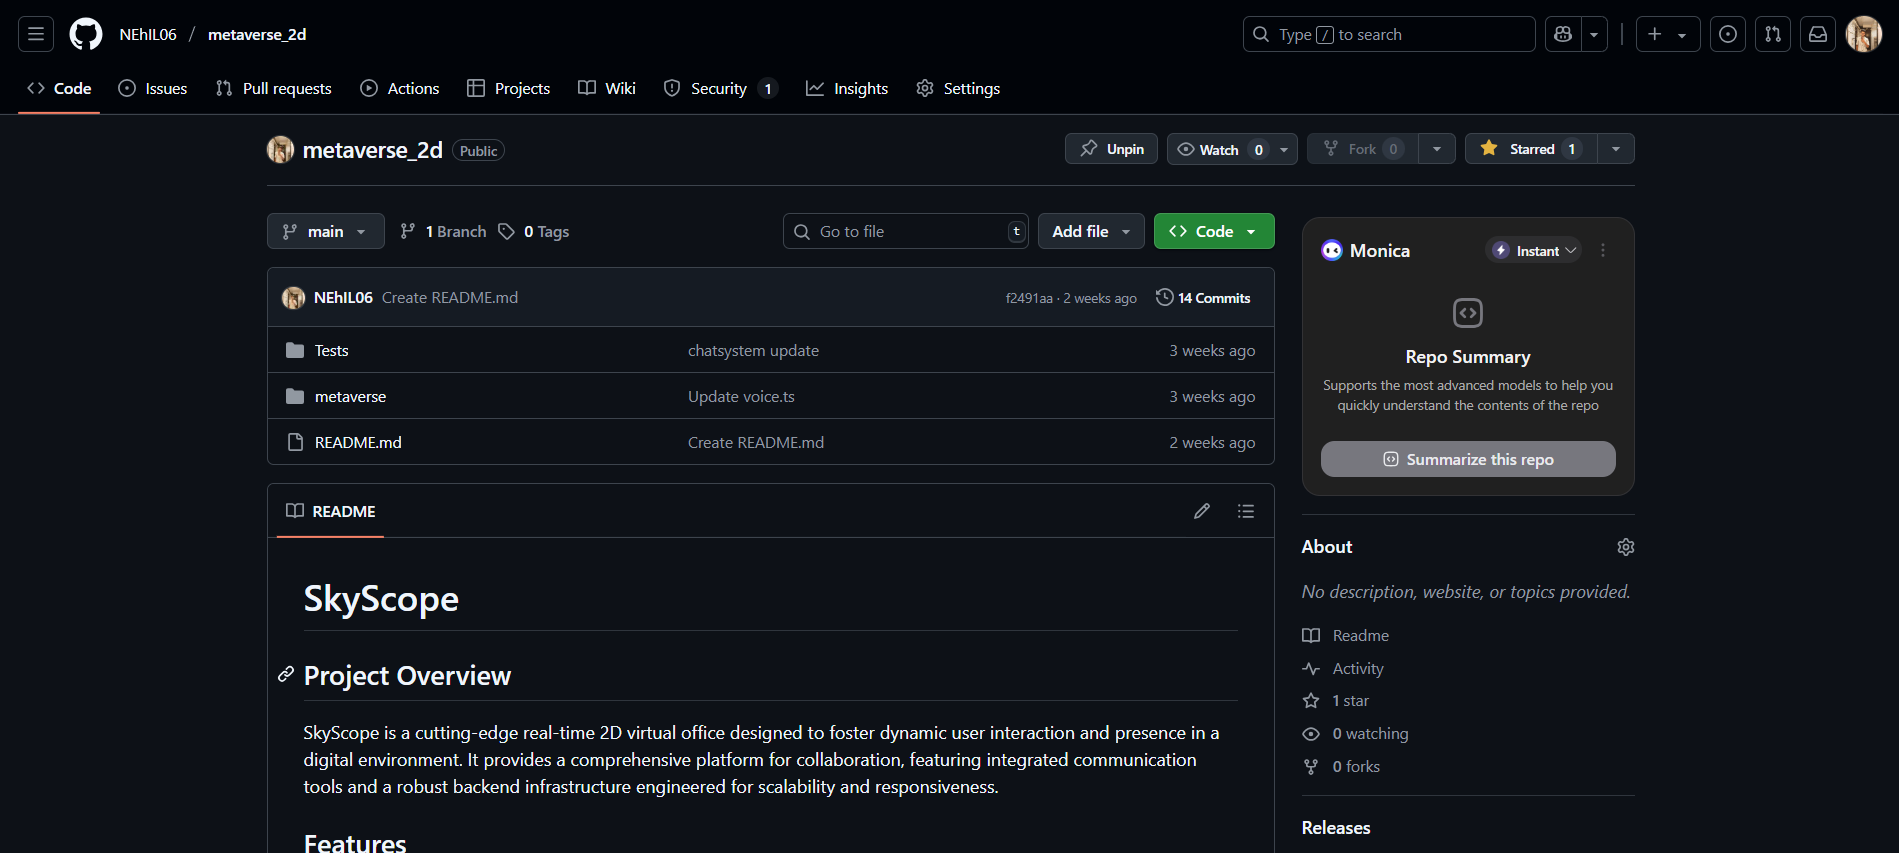 NEhIL06 / metaverse_2d
Type / to search
Code Issues Pull requests Actions Projects Wiki Security 1 Insights Settings
metaverse_2d Public
Unpin Watch 0 Fork 0 Starred 1
main 1 Branch 0 Tags
Go to file t Add file Code
NEhIL06 Create README.md f2491aa · 2 weeks ago 14 Commits
Tests chatsystem update 3 weeks ago
metaverse Update voice.ts 3 weeks ago
README.md Create README.md 2 weeks ago
README
SkyScope
Project Overview
SkyScope is a cutting-edge real-time 2D virtual office designed to foster dynamic user interaction and presence in a
digital environment. It provides a comprehensive platform for collaboration, featuring integrated communication
tools and a robust backend infrastructure engineered for scalability and responsiveness.
Features
Monica Instant
Repo Summary
Supports the most advanced models to help you
quickly understand the contents of the repo
Summarize this repo
About
No description, website, or topics provided.
Readme
Activity
1 star
0 watching
0 forks
Releases